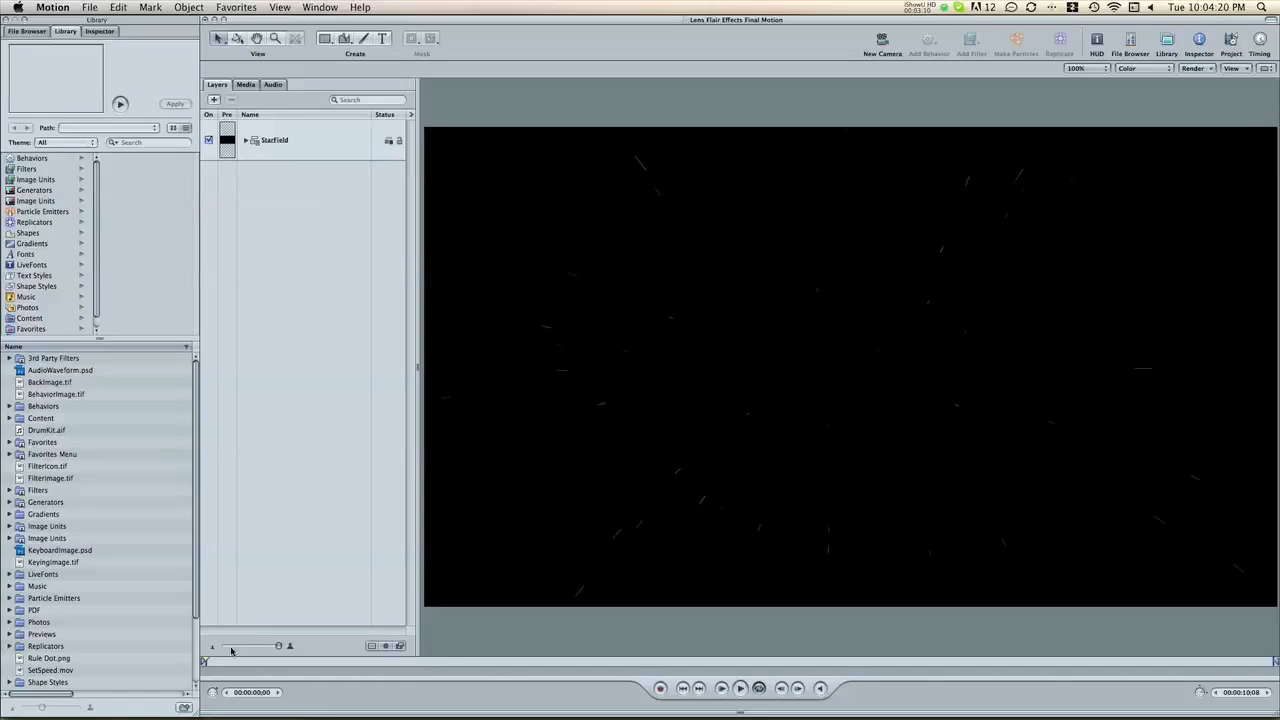 Motion File Edit Mark Object Favorites View Window Help
iShowU HD
00:03:10
12
2
Tue 10:04:20 PM
Library
Lens Flair Effects Final Motion
File Browser Library Inspector
View
Create
Mask
New Camera Add Behavior Add Filter Make Particles Replicate
HUD File Browser Library Inspector Project Timing
100% Color Render View
Apply
Path:
Theme: All Search
Layers Media Audio
Search
On Pre Name Status
StarField
Behaviors
Filters
Image Units
Generators
Image Units
Particle Emitters
Replicators
Shapes
Gradients
Fonts
LiveFonts
Text Styles
Shape Styles
Music
Photos
Content
Favorites
Name
3rd Party Filters
AudioWaveform.psd
BackImage.tif
BehaviorImage.tif
Behaviors
Content
DrumKit.aif
Favorites
Favorites Menu
FilterIcon.tif
FilterImage.tif
Filters
Generators
Gradients
Image Units
Image Units
KeyboardImage.psd
KeyingImage.tif
LiveFonts
Music
Particle Emitters
PDF
Photos
Previews
Replicators
Rule Dot.png
SetSpeed.mov
Shape Styles
00:00:00;00
00:00:10;08